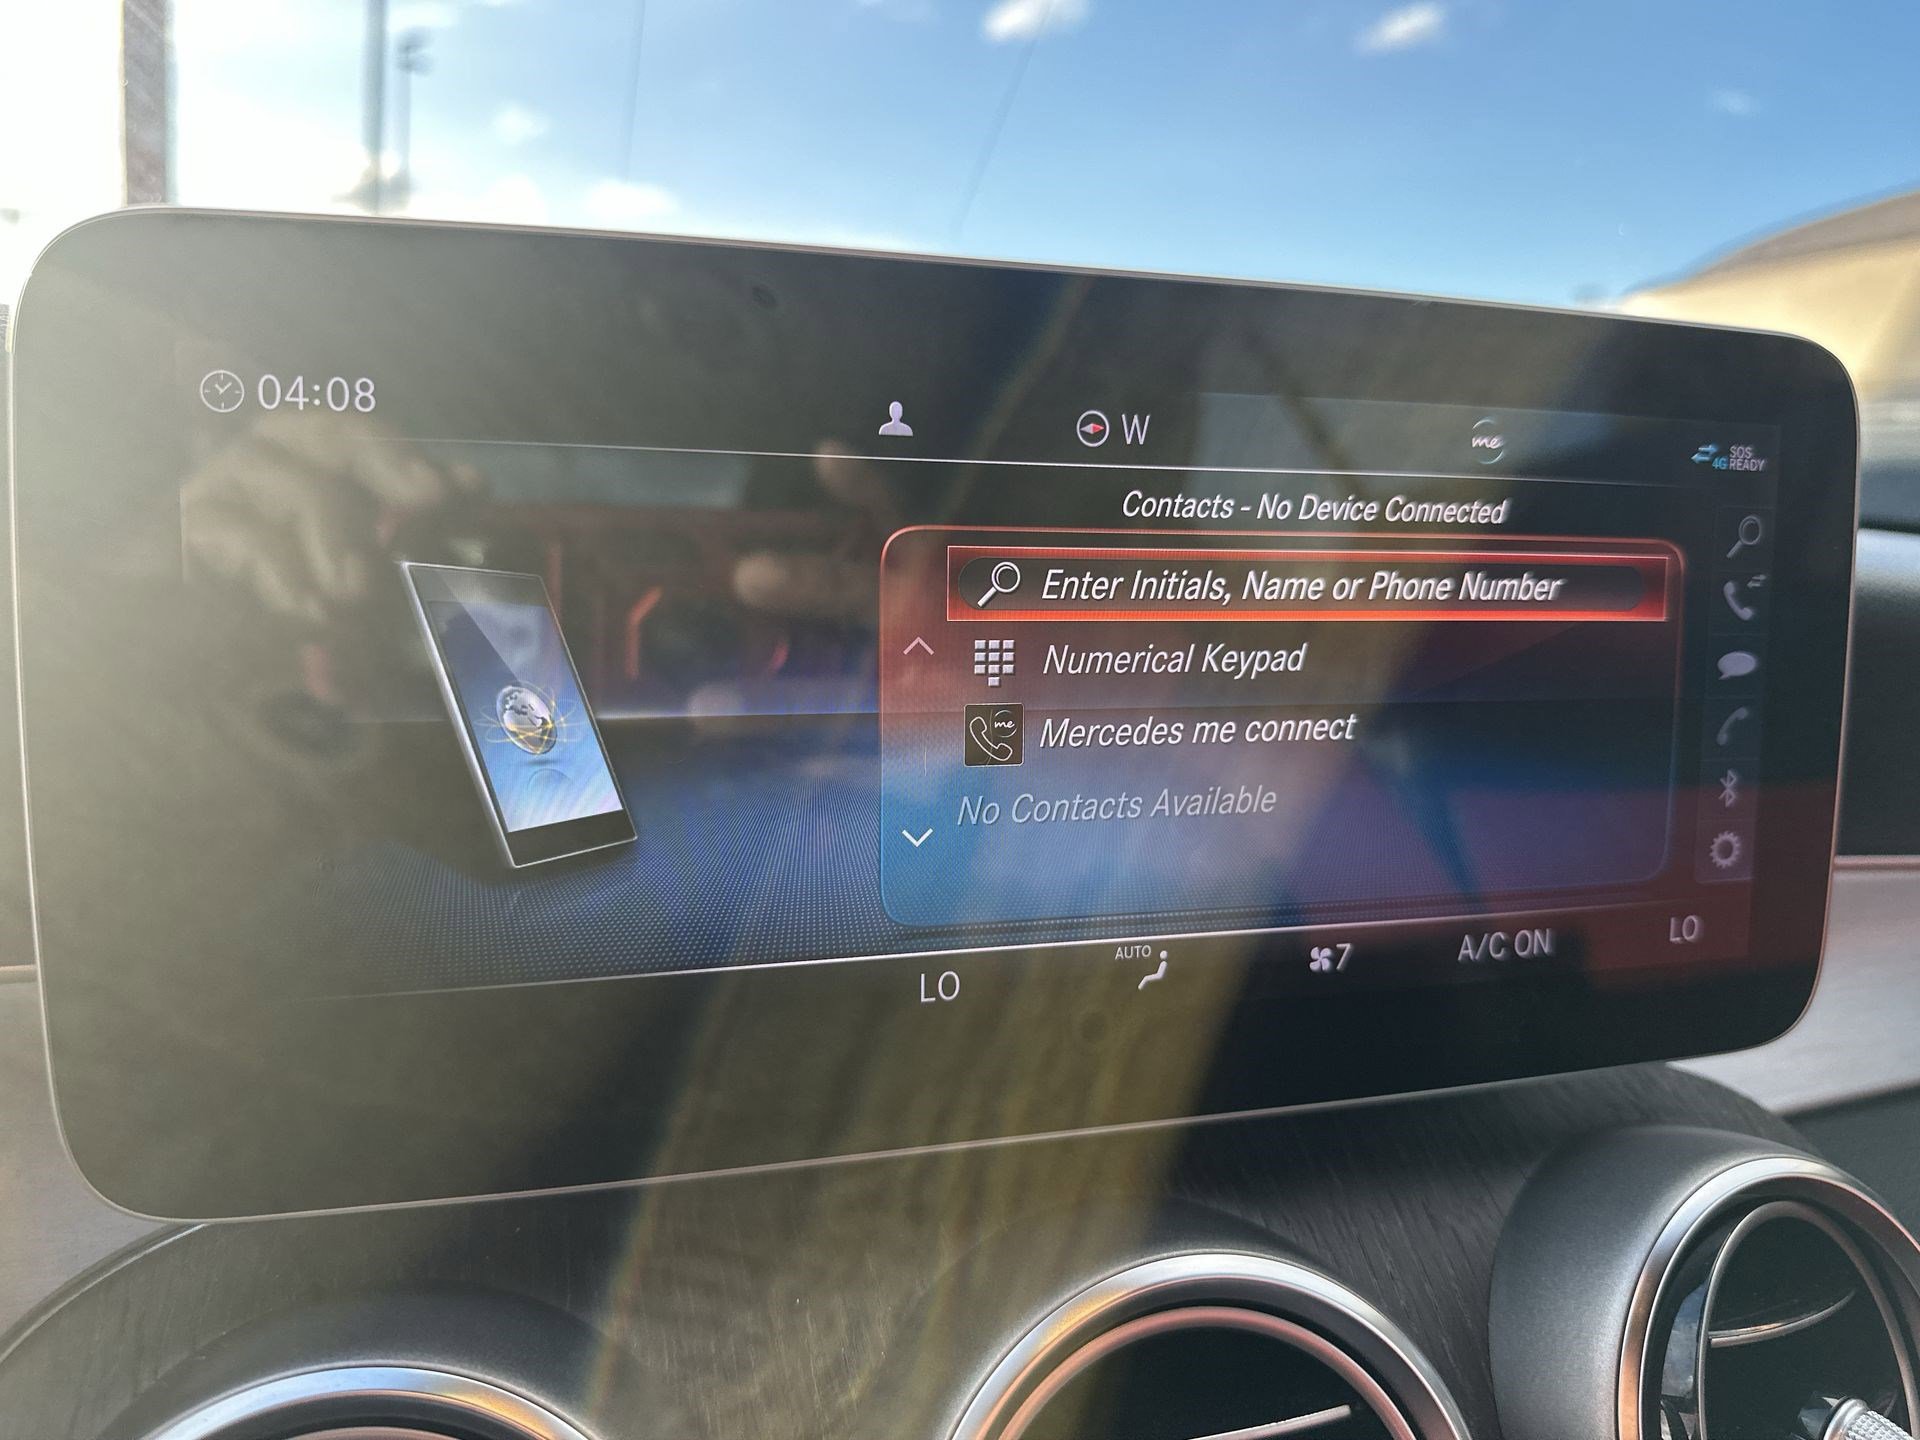 04:08
W
me
4G SOS READY
Contacts - No Device Connected
Enter Initials, Name or Phone Number
Numerical Keypad
me
Mercedes me connect
No Contacts Available
LO
AUTO
7
A/C ON
LO